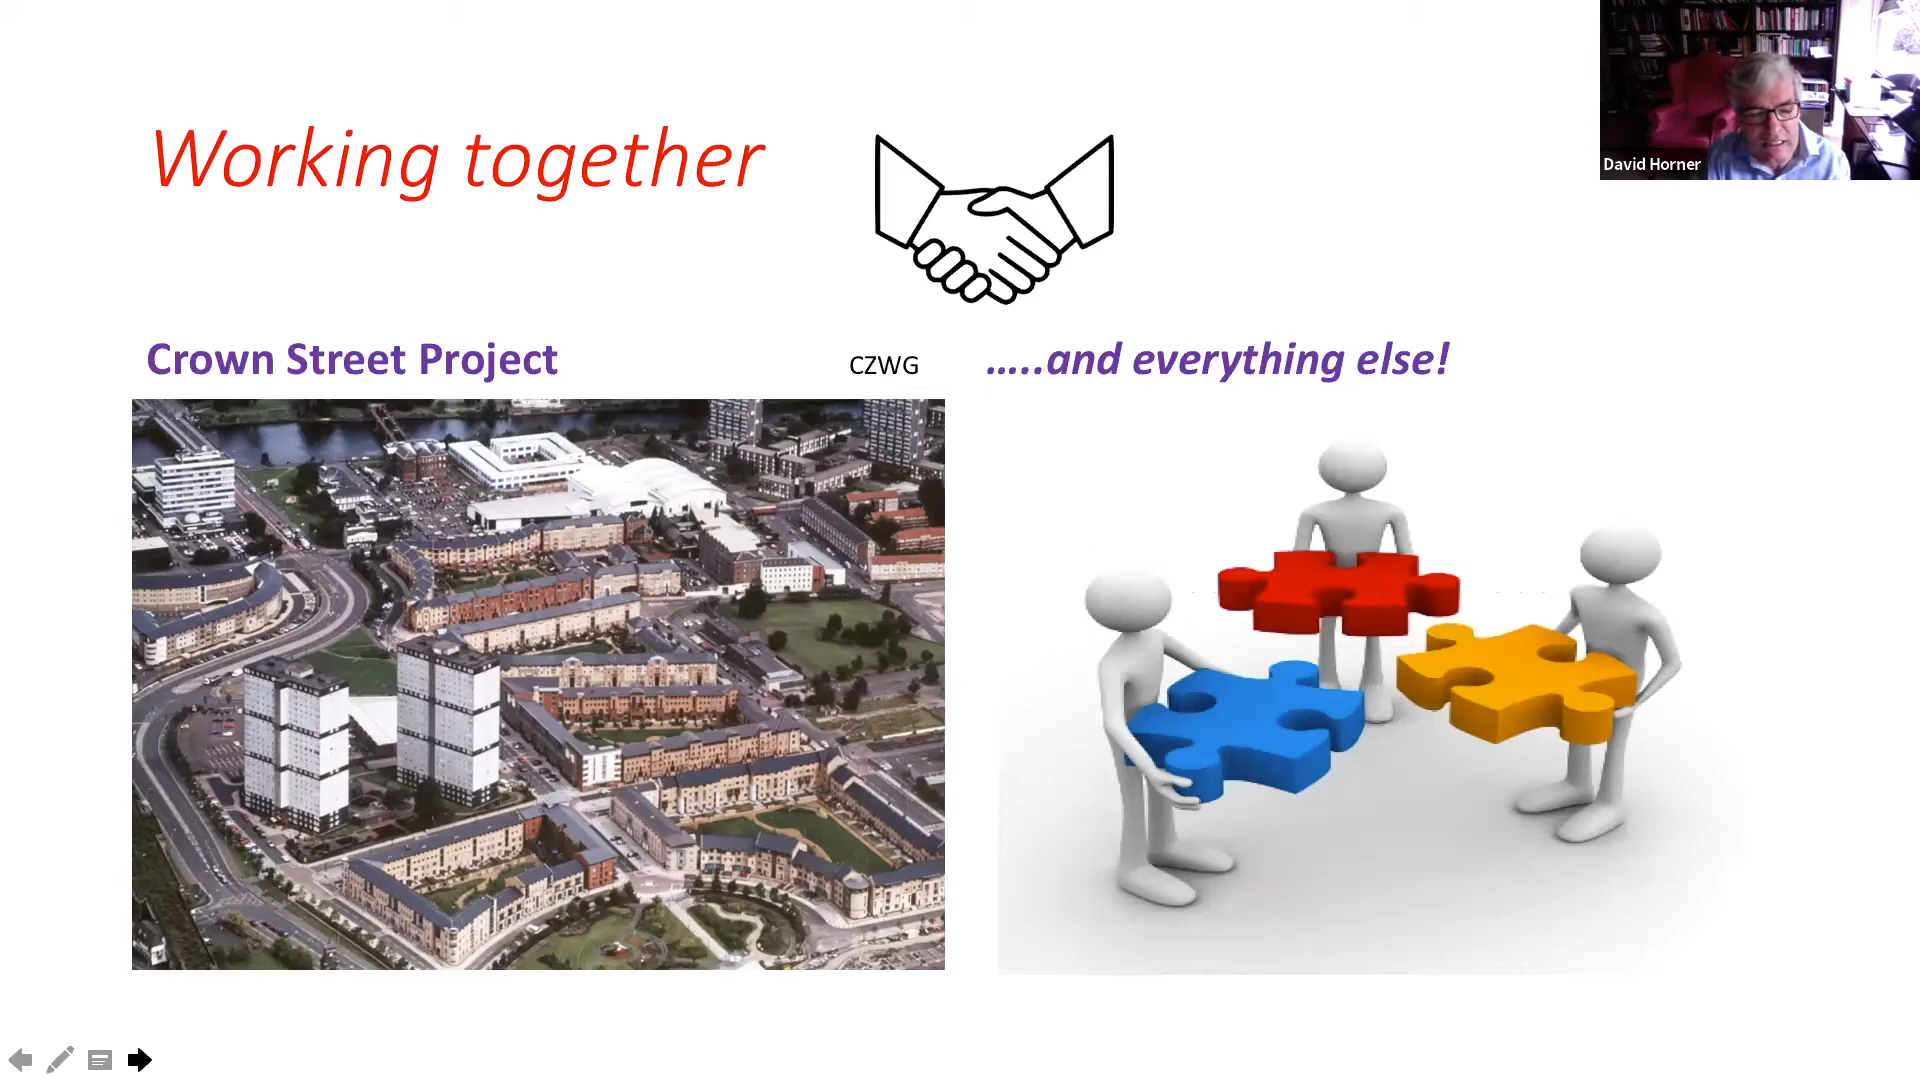 Working together
David Horner
Crown Street Project
CZWG
.....and everything else!